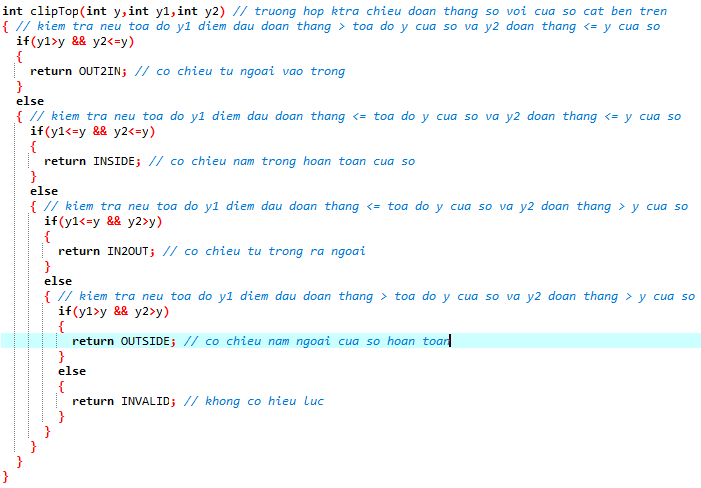 int clipTop(int y,int y1,int y2) // truong hop ktra chieu doan thang so voi cua so cat ben tren
{ // kiem tra neu toa do y1 diem dau doan thang > toa do y cua so va y2 doan thang <= y cua so
if(y1>y && y2<=y)
{
return OUT2IN; // co chieu tu ngoai vao trong
}
else
{ // kiem tra neu toa do y1 diem dau doan thang <= toa do y cua so va y2 doan thang <= y cua so
if(y1<=y && y2<=y)
{
return INSIDE; // co chieu nam trong hoan toan cua so
}
else
{ // kiem tra neu toa do y1 diem dau doan thang <= toa do y cua so va y2 doan thang > y cua so
if(y1<=y && y2>y)
{
return IN2OUT; // co chieu tu trong ra ngoai
}
else
{ // kiem tra neu toa do y1 diem dau doan thang > toa do y cua so va y2 doan thang > y cua so
if(y1>y && y2>y)
{
return OUTSIDE; // co chieu nam ngoai cua so hoan toan
}
else
{
return INVALID; // khong co hieu luc
}
}
}
}
}